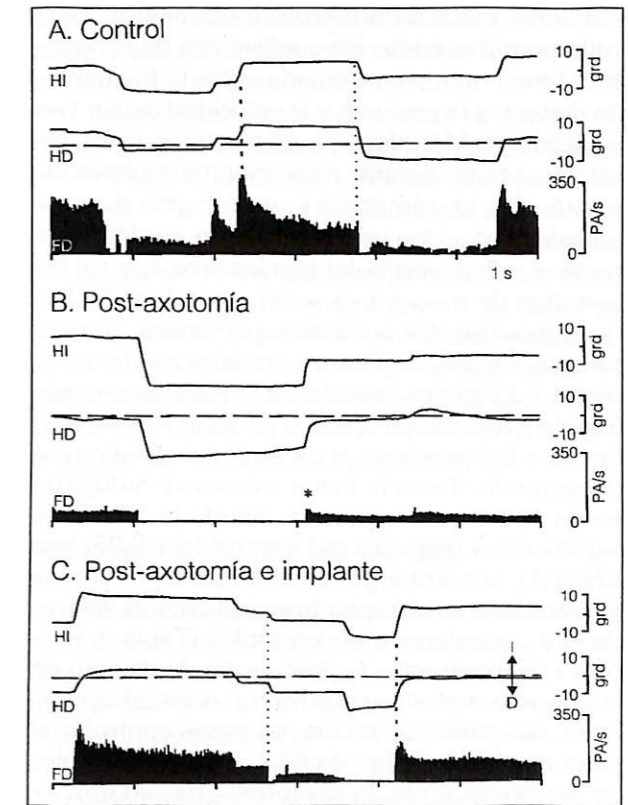 A. Control
HI
10
-10
grd
HD
10
-10
grd
FD
350
0
PA/s
1 s
B. Post-axotomía
HI
10
-10
grd
HD
10
-10
grd
FD
*
350
0
PA/s
C. Post-axotomía e implante
HI
10
-10
grd
HD
I
D
10
-10
grd
FD
350
0
PA/s